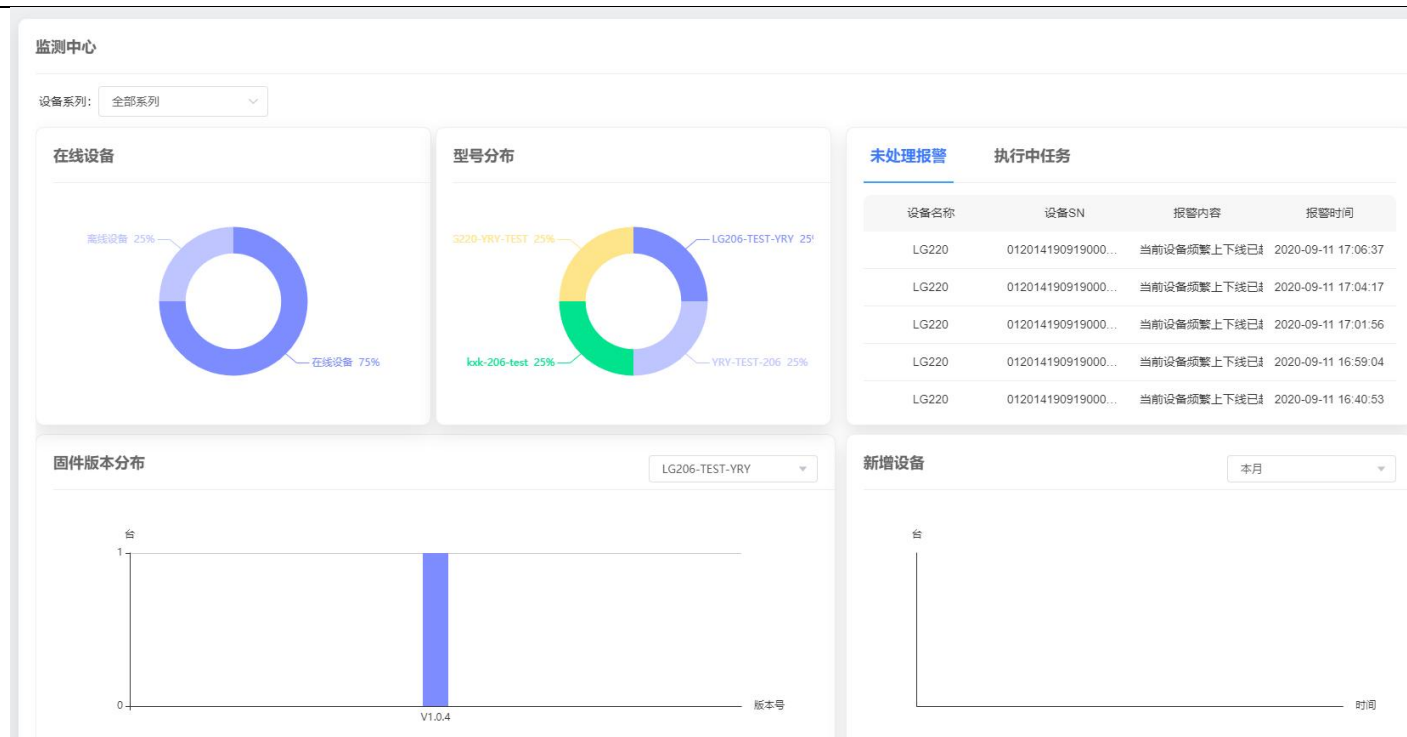 监测中心
设备系列: 全部系列
在线设备
离线设备 25%
在线设备 75%
型号分布
G220-YRY-TEST 25%
LG206-TEST-YRY 25
kxk-206-test 25%
YRY-TEST-206 25%
未处理报警 执行中任务
设备名称 设备SN 报警内容 报警时间
LG220 012014190919000... 当前设备频繁上下线已 2020-09-11 17:06:37
LG220 012014190919000... 当前设备频繁上下线已 2020-09-11 17:04:17
LG220 012014190919000... 当前设备频繁上下线已 2020-09-11 17:01:56
LG220 012014190919000... 当前设备频繁上下线已 2020-09-11 16:59:04
LG220 012014190919000... 当前设备频繁上下线已 2020-09-11 16:40:53
固件版本分布
LG206-TEST-YRY
台
1
0
V1.0.4
版本号
新增设备
本月
台
时间